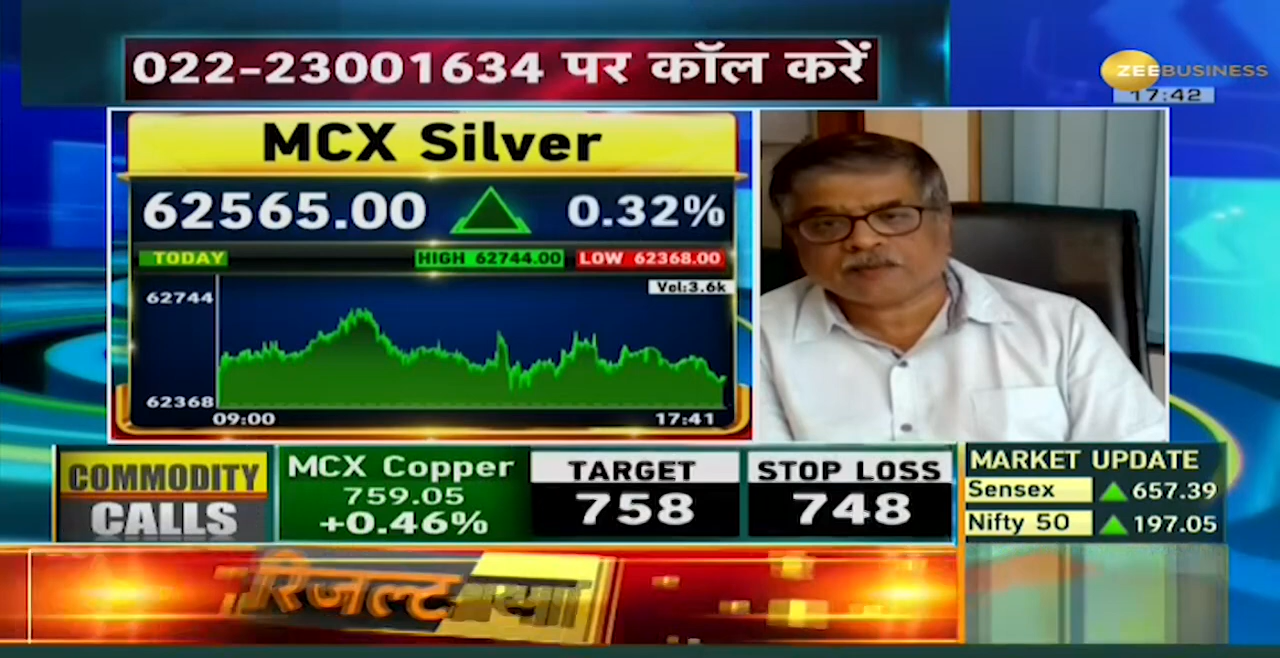 022-23001634 पर कॉल करें
ZEEBUSINESS
17:42
MCX Silver
62565.00 0.32%
TODAY HIGH 62744.00 LOW 62368.00
Vol:3.6k
62744
62368
09:00 17:41
COMMODITY
CALLS
MCX Copper
759.05
+0.46%
TARGET
758
STOP LOSS
748
MARKET UPDATE
Sensex 657.39
Nifty 50 197.05
रिजल्ट